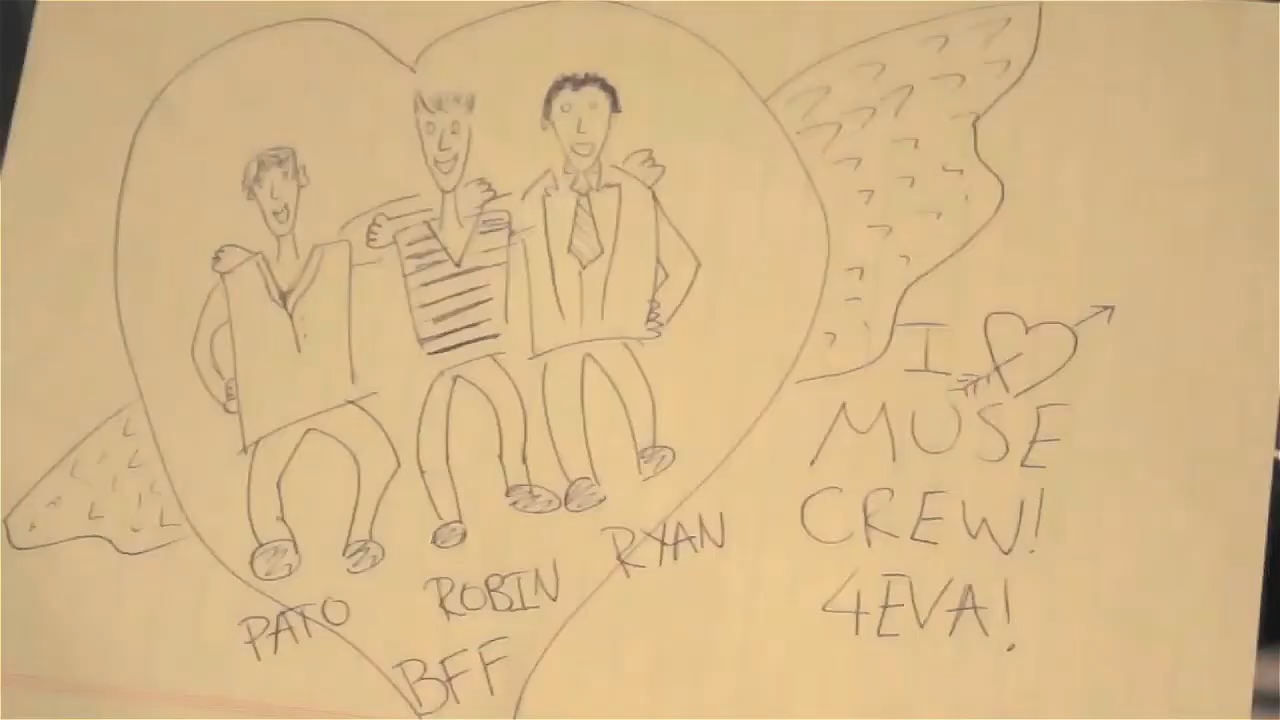 PATO
ROBIN
RYAN
BFF
I
MUSE
CREW!
4EVA!